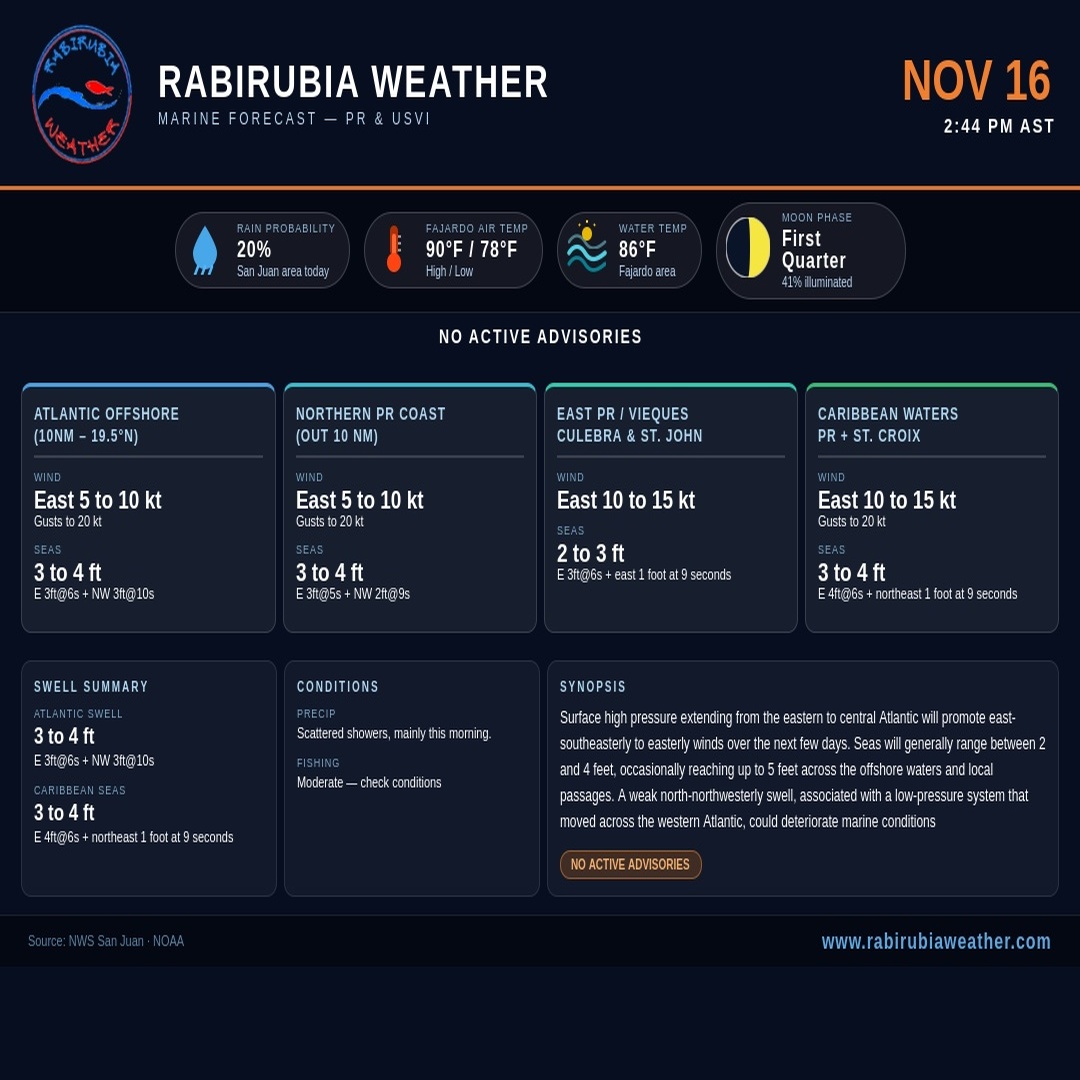 RABIRUBIA
WEATHER
RABIRUBIA WEATHER
MARINE FORECAST — PR & USVI
NOV 16
2:44 PM AST
RAIN PROBABILITY
20%
San Juan area today
FAJARDO AIR TEMP
90°F / 78°F
High / Low
WATER TEMP
86°F
Fajardo area
MOON PHASE
First
Quarter
41% illuminated
NO ACTIVE ADVISORIES
ATLANTIC OFFSHORE
(10NM – 19.5°N)
WIND
East 5 to 10 kt
Gusts to 20 kt
SEAS
3 to 4 ft
E 3ft@6s + NW 3ft@10s
NORTHERN PR COAST
(OUT 10 NM)
WIND
East 5 to 10 kt
Gusts to 20 kt
SEAS
3 to 4 ft
E 3ft@5s + NW 2ft@9s
EAST PR / VIEQUES
CULEBRA & ST. JOHN
WIND
East 10 to 15 kt
SEAS
2 to 3 ft
E 3ft@6s + east 1 foot at 9 seconds
CARIBBEAN WATERS
PR + ST. CROIX
WIND
East 10 to 15 kt
Gusts to 20 kt
SEAS
3 to 4 ft
E 4ft@6s + northeast 1 foot at 9 seconds
SWELL SUMMARY
ATLANTIC SWELL
3 to 4 ft
E 3ft@6s + NW 3ft@10s
CARIBBEAN SEAS
3 to 4 ft
E 4ft@6s + northeast 1 foot at 9 seconds
CONDITIONS
PRECIP
Scattered showers, mainly this morning.
FISHING
Moderate — check conditions
SYNOPSIS
Surface high pressure extending from the eastern to central Atlantic will promote east-
southeasterly to easterly winds over the next few days. Seas will generally range between 2
and 4 feet, occasionally reaching up to 5 feet across the offshore waters and local
passages. A weak north-northwesterly swell, associated with a low-pressure system that
moved across the western Atlantic, could deteriorate marine conditions
NO ACTIVE ADVISORIES
Source: NWS San Juan · NOAA
www.rabirubiaweather.com